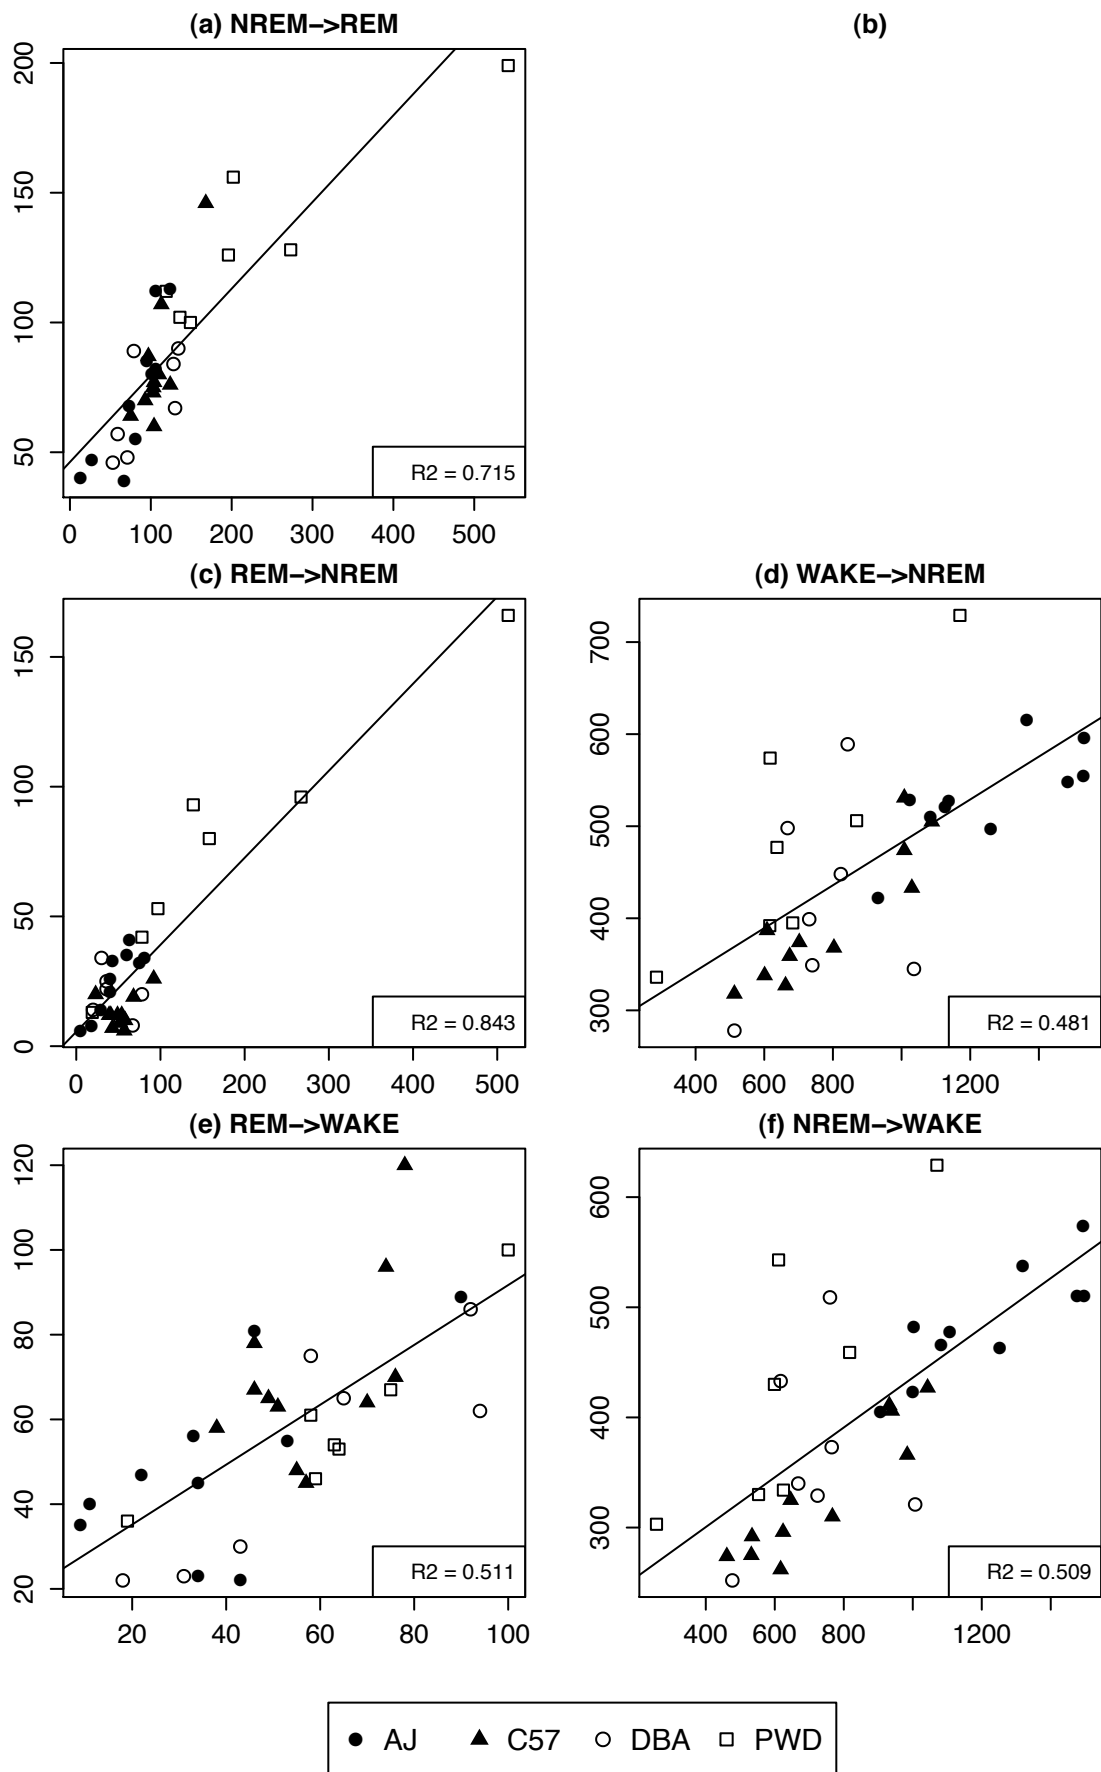 (a) NREM->REM
(b)
200
150
100
50
R2 = 0.715
0 100 200 300 400 500
(c) REM->NREM
(d) WAKE->NREM
150
100
50
0
R2 = 0.843
0 100 200 300 400 500
700
600
500
400
300
R2 = 0.481
400 600 800 1200
(e) REM->WAKE
(f) NREM->WAKE
120
100
80
60
40
20
R2 = 0.511
20 40 60 80 100
600
500
400
300
R2 = 0.509
400 600 800 1200
AJ C57 DBA PWD